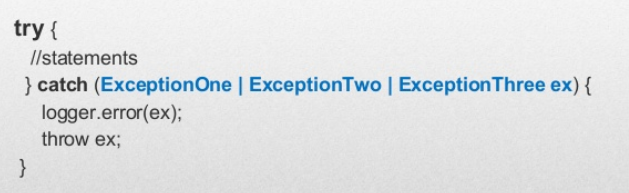 try {
//statements
} catch (ExceptionOne | ExceptionTwo | ExceptionThree ex) {
logger.error(ex);
throw ex;
}